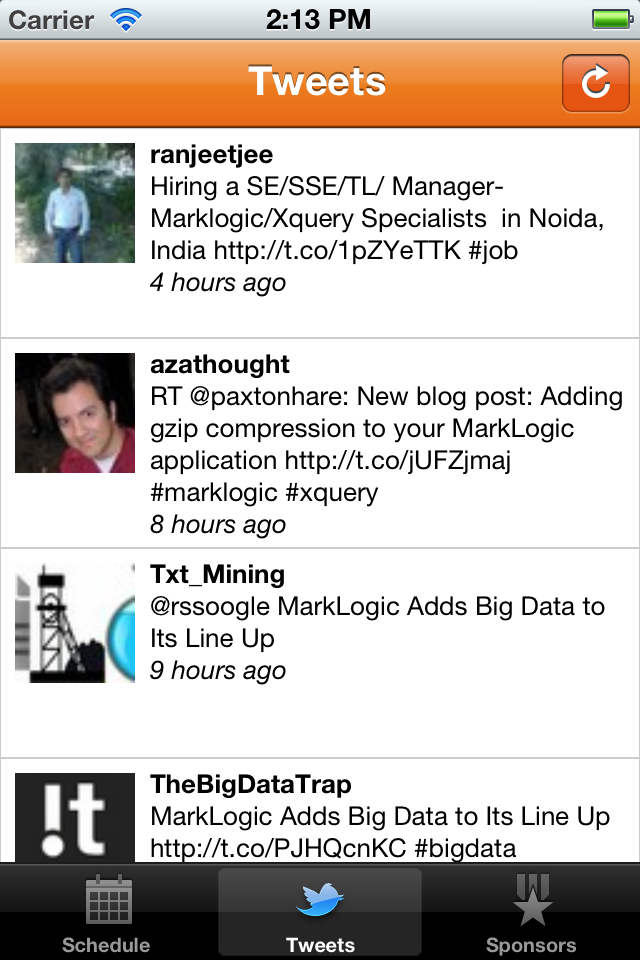 Carrier 2:13 PM
Tweets
ranjeetjee
Hiring a SE/SSE/TL/ Manager-
Marklogic/Xquery Specialists  in Noida,
India http://t.co/1pZYeTTK #job
4 hours ago
azathought
RT @paxtonhare: New blog post: Adding
gzip compression to your MarkLogic
application http://t.co/jUFZjmaj
#marklogic #xquery
8 hours ago
Txt_Mining
@rssoogle MarkLogic Adds Big Data to
Its Line Up
9 hours ago
!t
TheBigDataTrap
MarkLogic Adds Big Data to Its Line Up
http://t.co/PJHQcnKC #bigdata
Schedule Tweets Sponsors